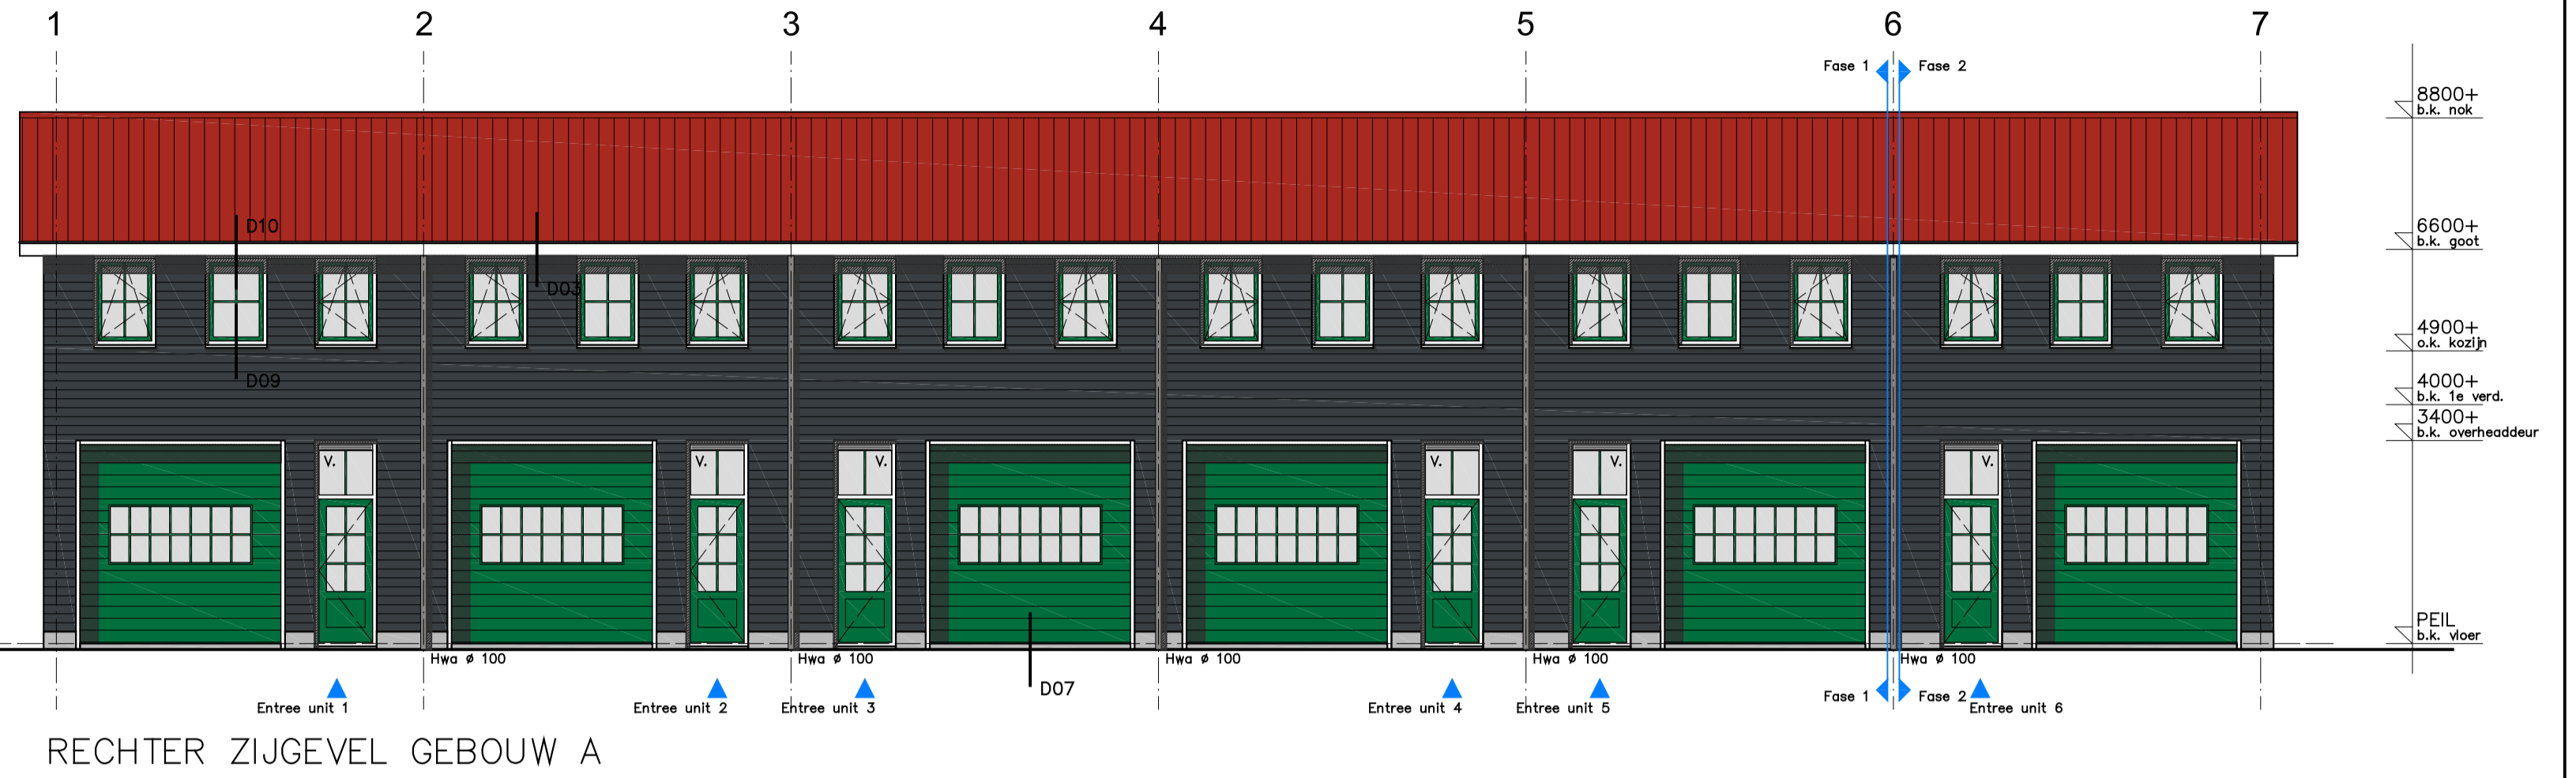 1 2 3 4 5 6 7
Fase 1 Fase 2
8800+
b.k. nok
D10
6600+
b.k. goot
D03
4900+
o.k. kozijn
D09
4000+
b.k. 1e verd.
3400+
b.k. overheaddeur
V. V. V. V. V. V.
PEIL
b.k. vloer
Hwa ø 100 Hwa ø 100 Hwa ø 100 Hwa ø 100 Hwa ø 100
D07
Fase 1 Fase 2
Entree unit 1 Entree unit 2 Entree unit 3 Entree unit 4 Entree unit 5 Entree unit 6
RECHTER ZIJGEVEL GEBOUW A